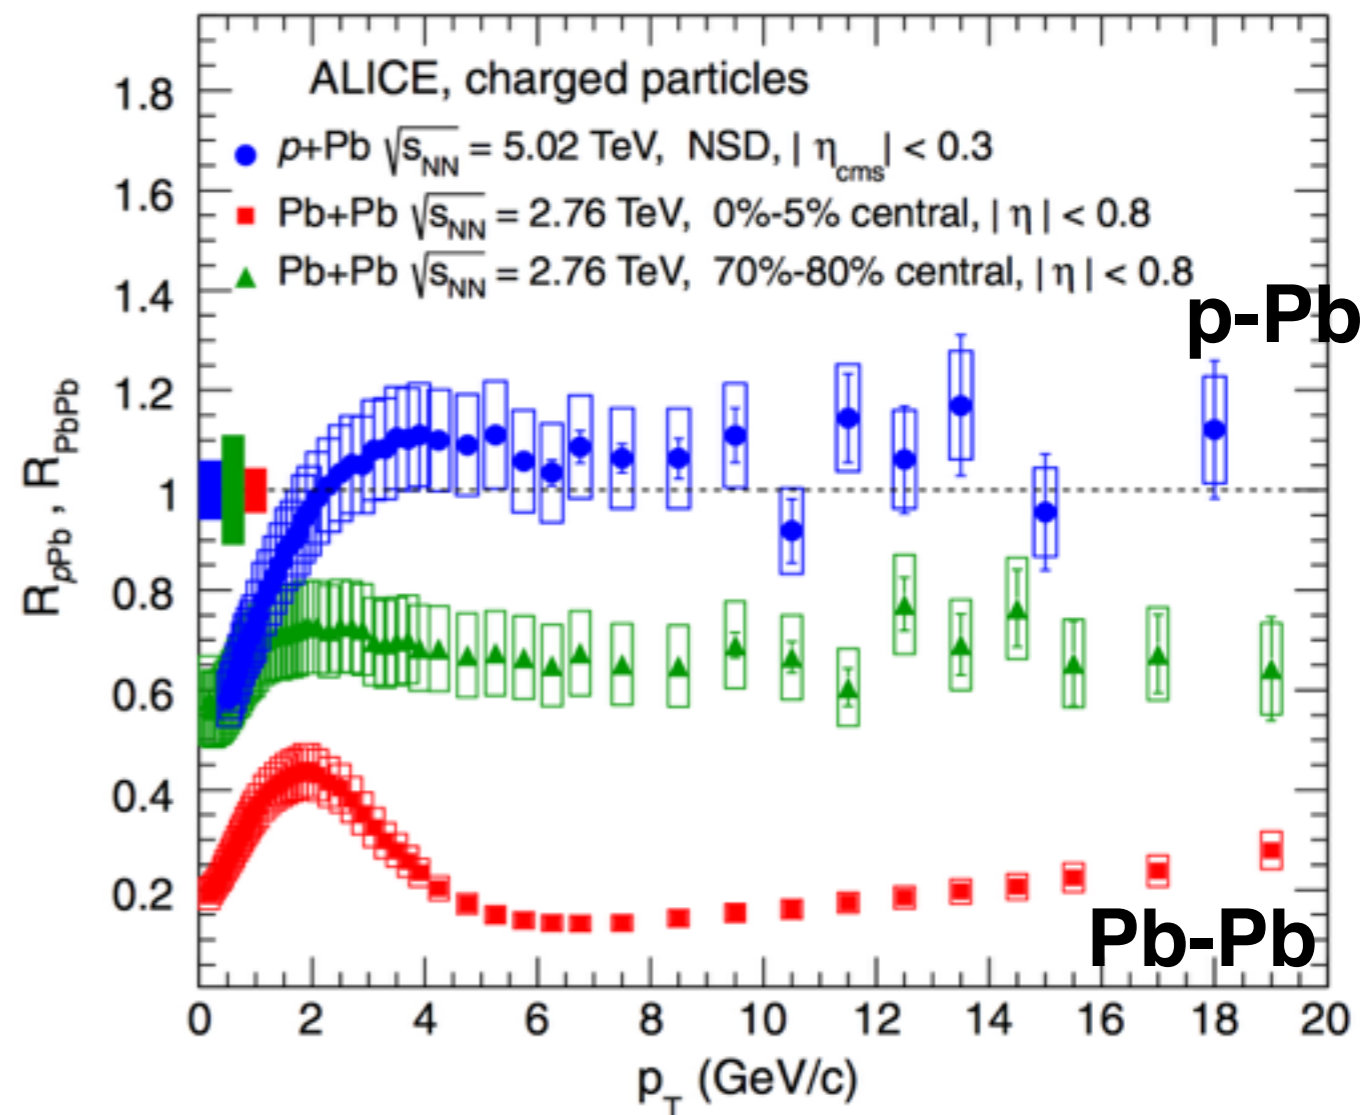 ALICE, charged particles
p+Pb √sNN = 5.02 TeV, NSD, | ηcms| < 0.3
Pb+Pb √sNN = 2.76 TeV, 0%-5% central, | η | < 0.8
Pb+Pb √sNN = 2.76 TeV, 70%-80% central, | η | < 0.8
p-Pb
Pb-Pb
RpPb , RPbPb
1.8
1.6
1.4
1.2
1
0.8
0.6
0.4
0.2
0 2 4 6 8 10 12 14 16 18 20
pT (GeV/c)